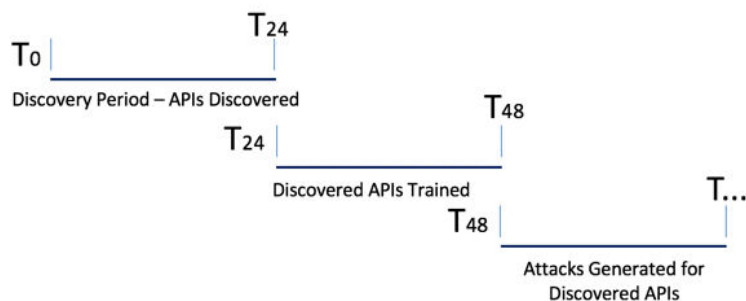 T0
T24
Discovery Period – APIs Discovered
T24
T48
Discovered APIs Trained
T48
T...
Attacks Generated for
Discovered APIs